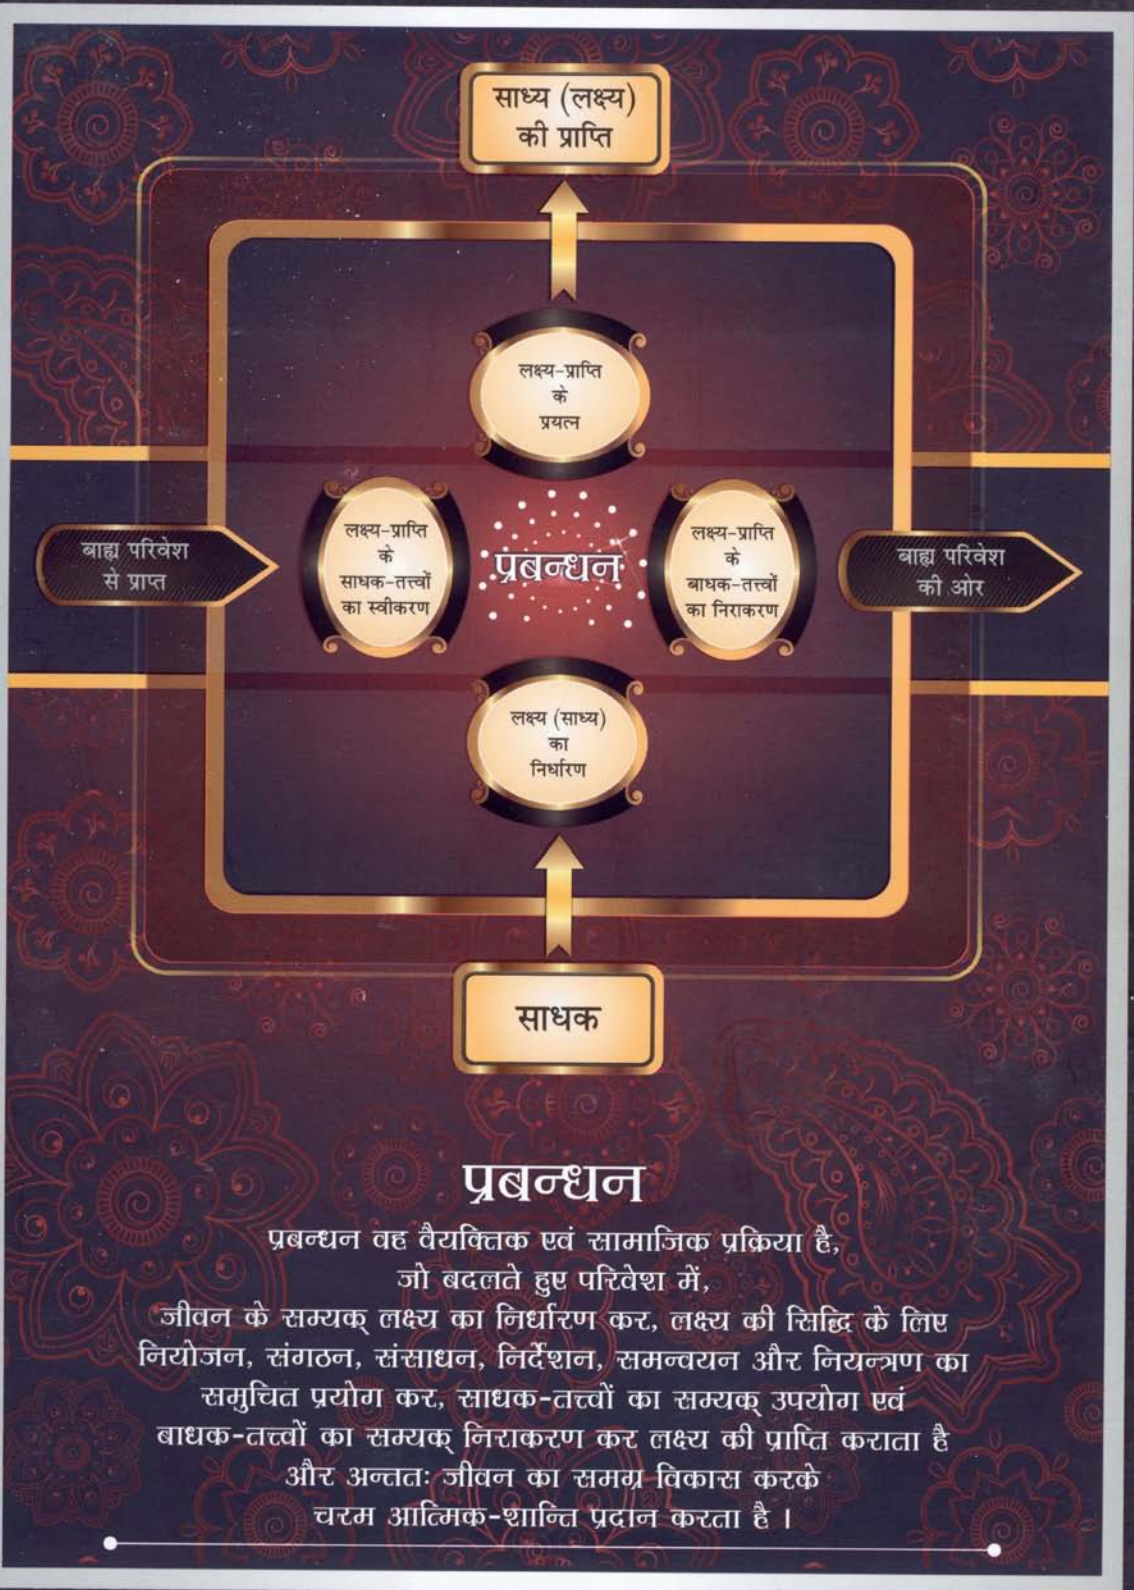 साध्य (लक्ष्य)
की प्राप्ति
लक्ष्य-प्राप्ति
के
प्रयत्न
बाह्य परिवेश
से प्राप्त
लक्ष्य-प्राप्ति
के
साधक-तत्त्वों
का स्वीकरण
प्रबन्धन
लक्ष्य-प्राप्ति
के
बाधक-तत्त्वों
का निराकरण
बाह्य परिवेश
की ओर
लक्ष्य (साध्य)
का
निर्धारण
साधक
प्रबन्धन
प्रबन्धन वह वैयक्तिक एवं सामाजिक प्रक्रिया है,
जो बदलते हुए परिवेश में,
जीवन के सम्यक् लक्ष्य का निर्धारण कर, लक्ष्य की सिद्धि के लिए
नियोजन, संगठन, संसाधन, निर्देशन, समन्वयन और नियन्त्रण का
समुचित प्रयोग कर, साधक-तत्त्वों का सम्यक् उपयोग एवं
बाधक-तत्त्वों का सम्यक् निराकरण कर लक्ष्य की प्राप्ति कराता है
और अन्ततः जीवन का समग्र विकास करके
चरम आत्मिक-शान्ति प्रदान करता है ।